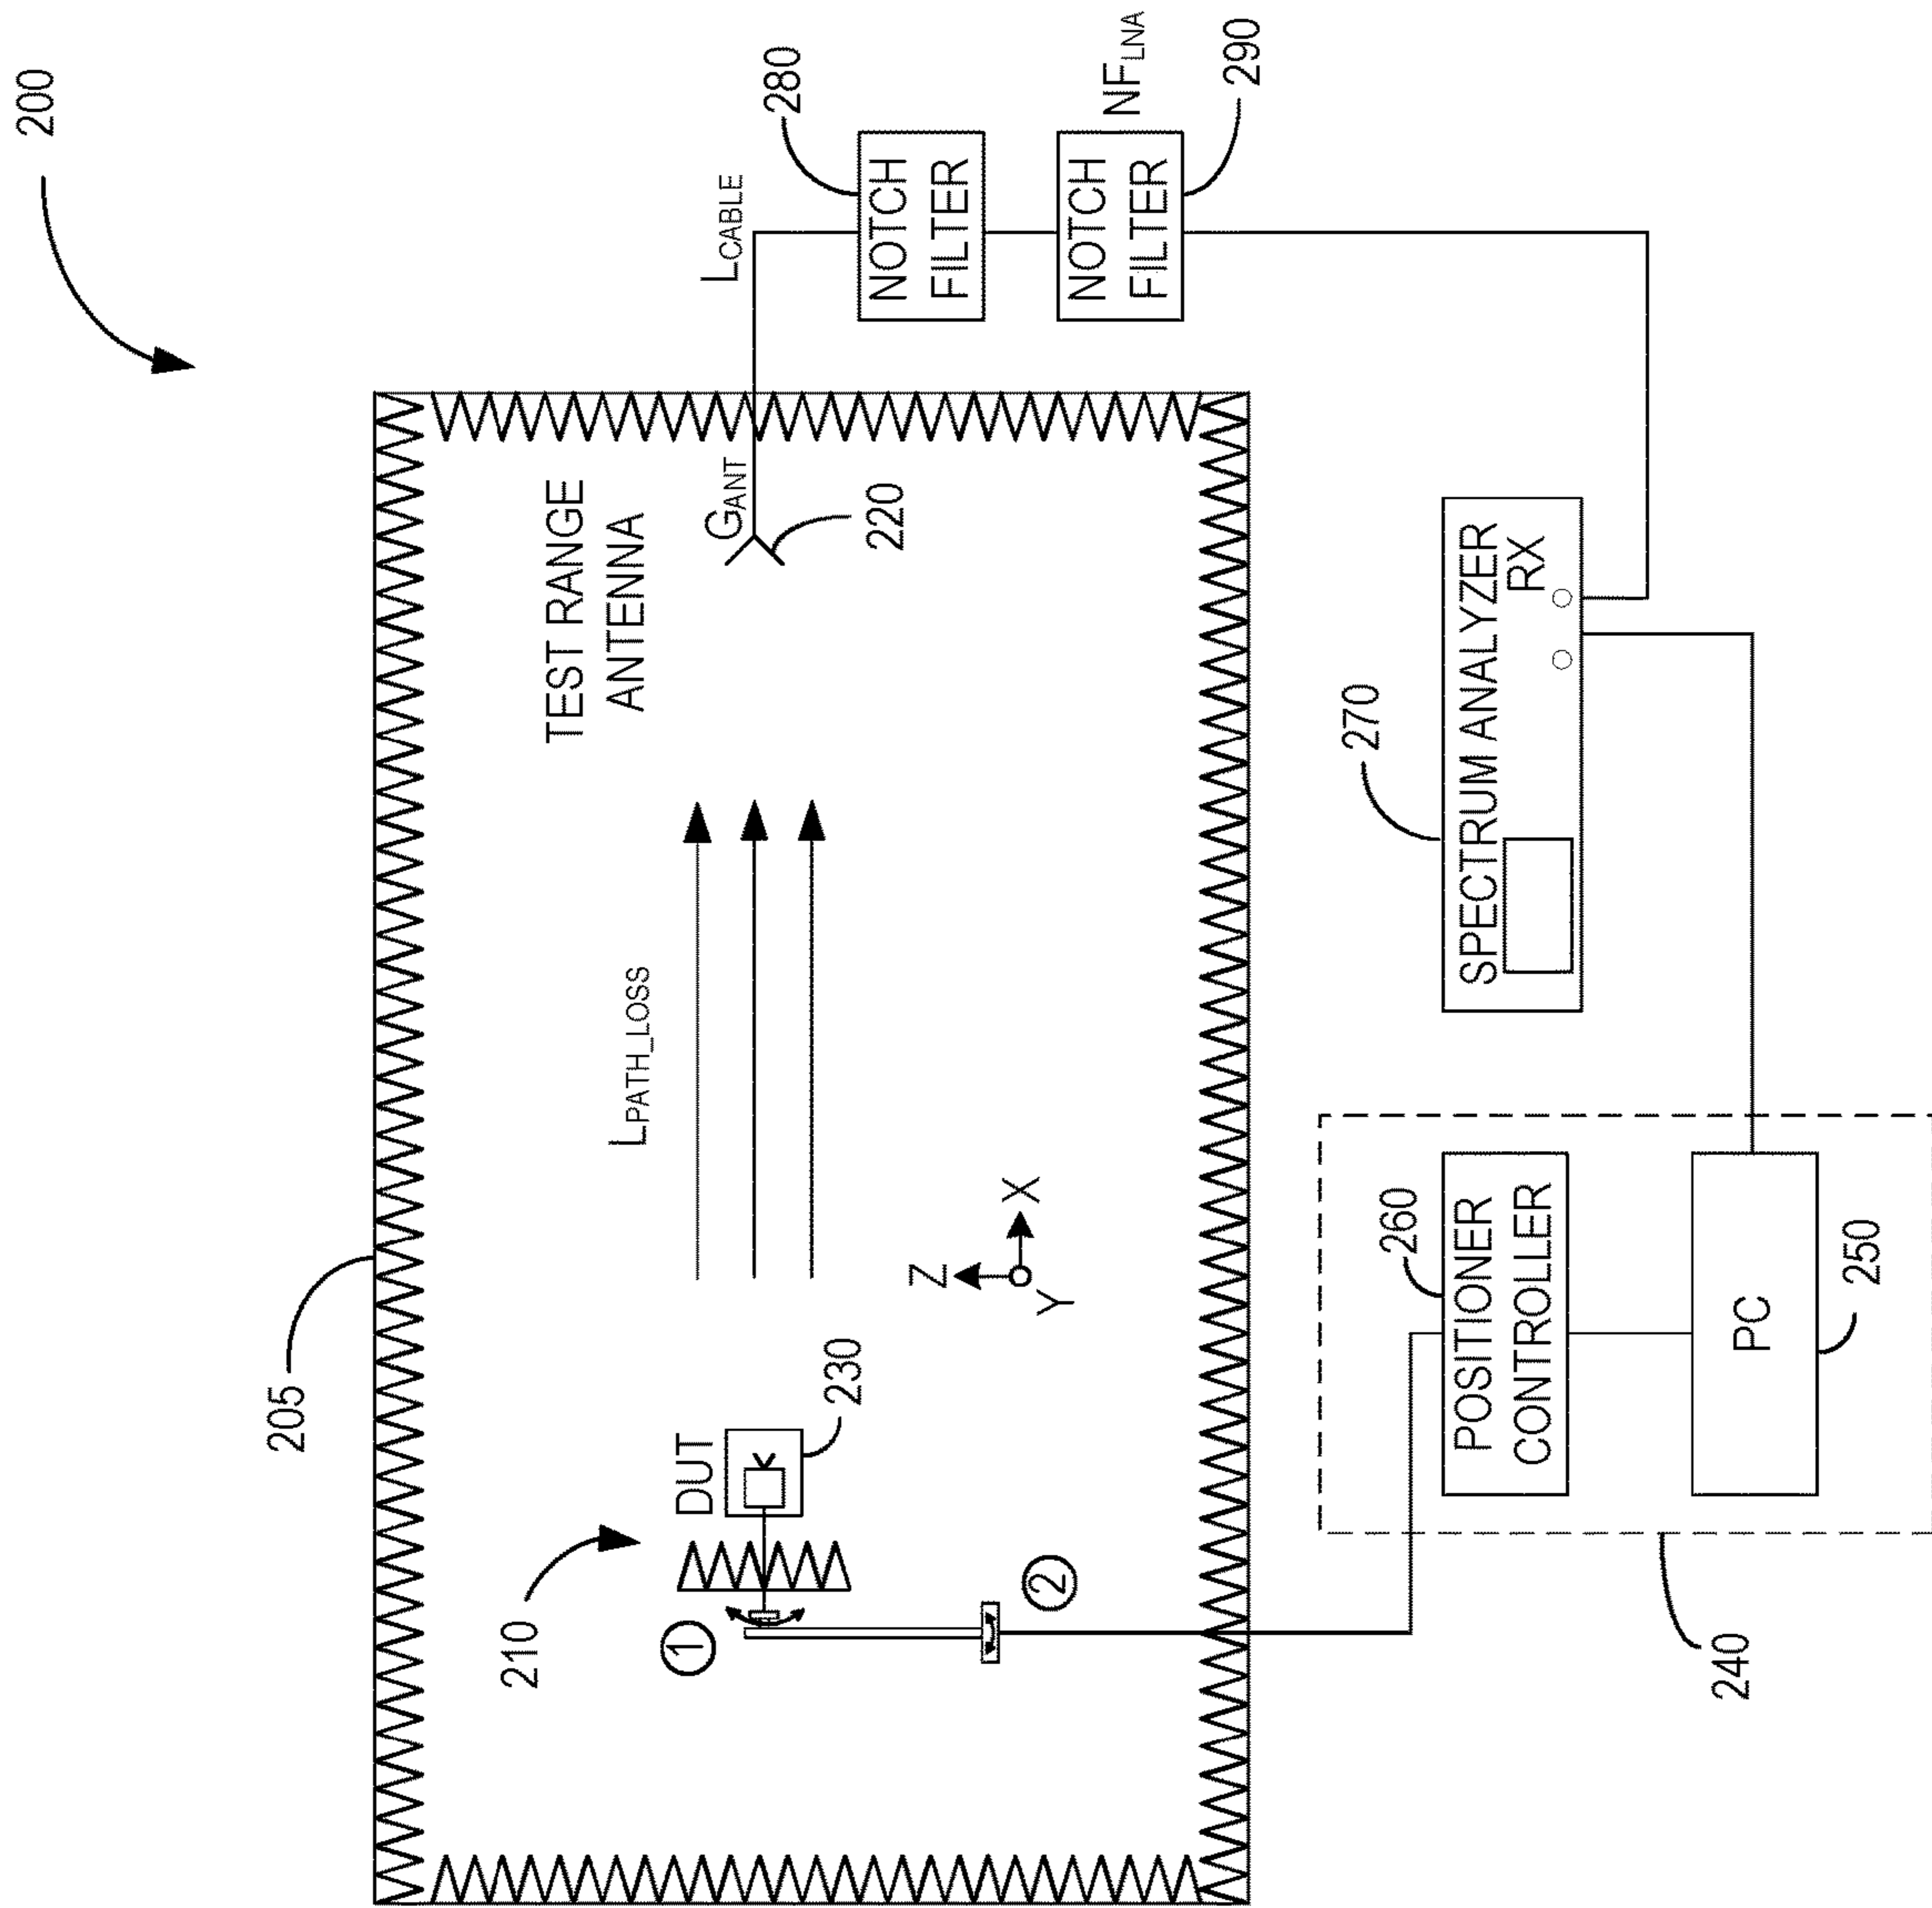 200
205
TEST RANGE
ANTENNA
L_PATH_LOSS
G_ANT
220
L_CABLE
280
NOTCH
FILTER
NOTCH
FILTER
NF_LNA
290
210
DUT
230
①
②
Z
X
Y
270
SPECTRUM ANALYZER
RX
260
POSITIONER
CONTROLLER
PC
250
240